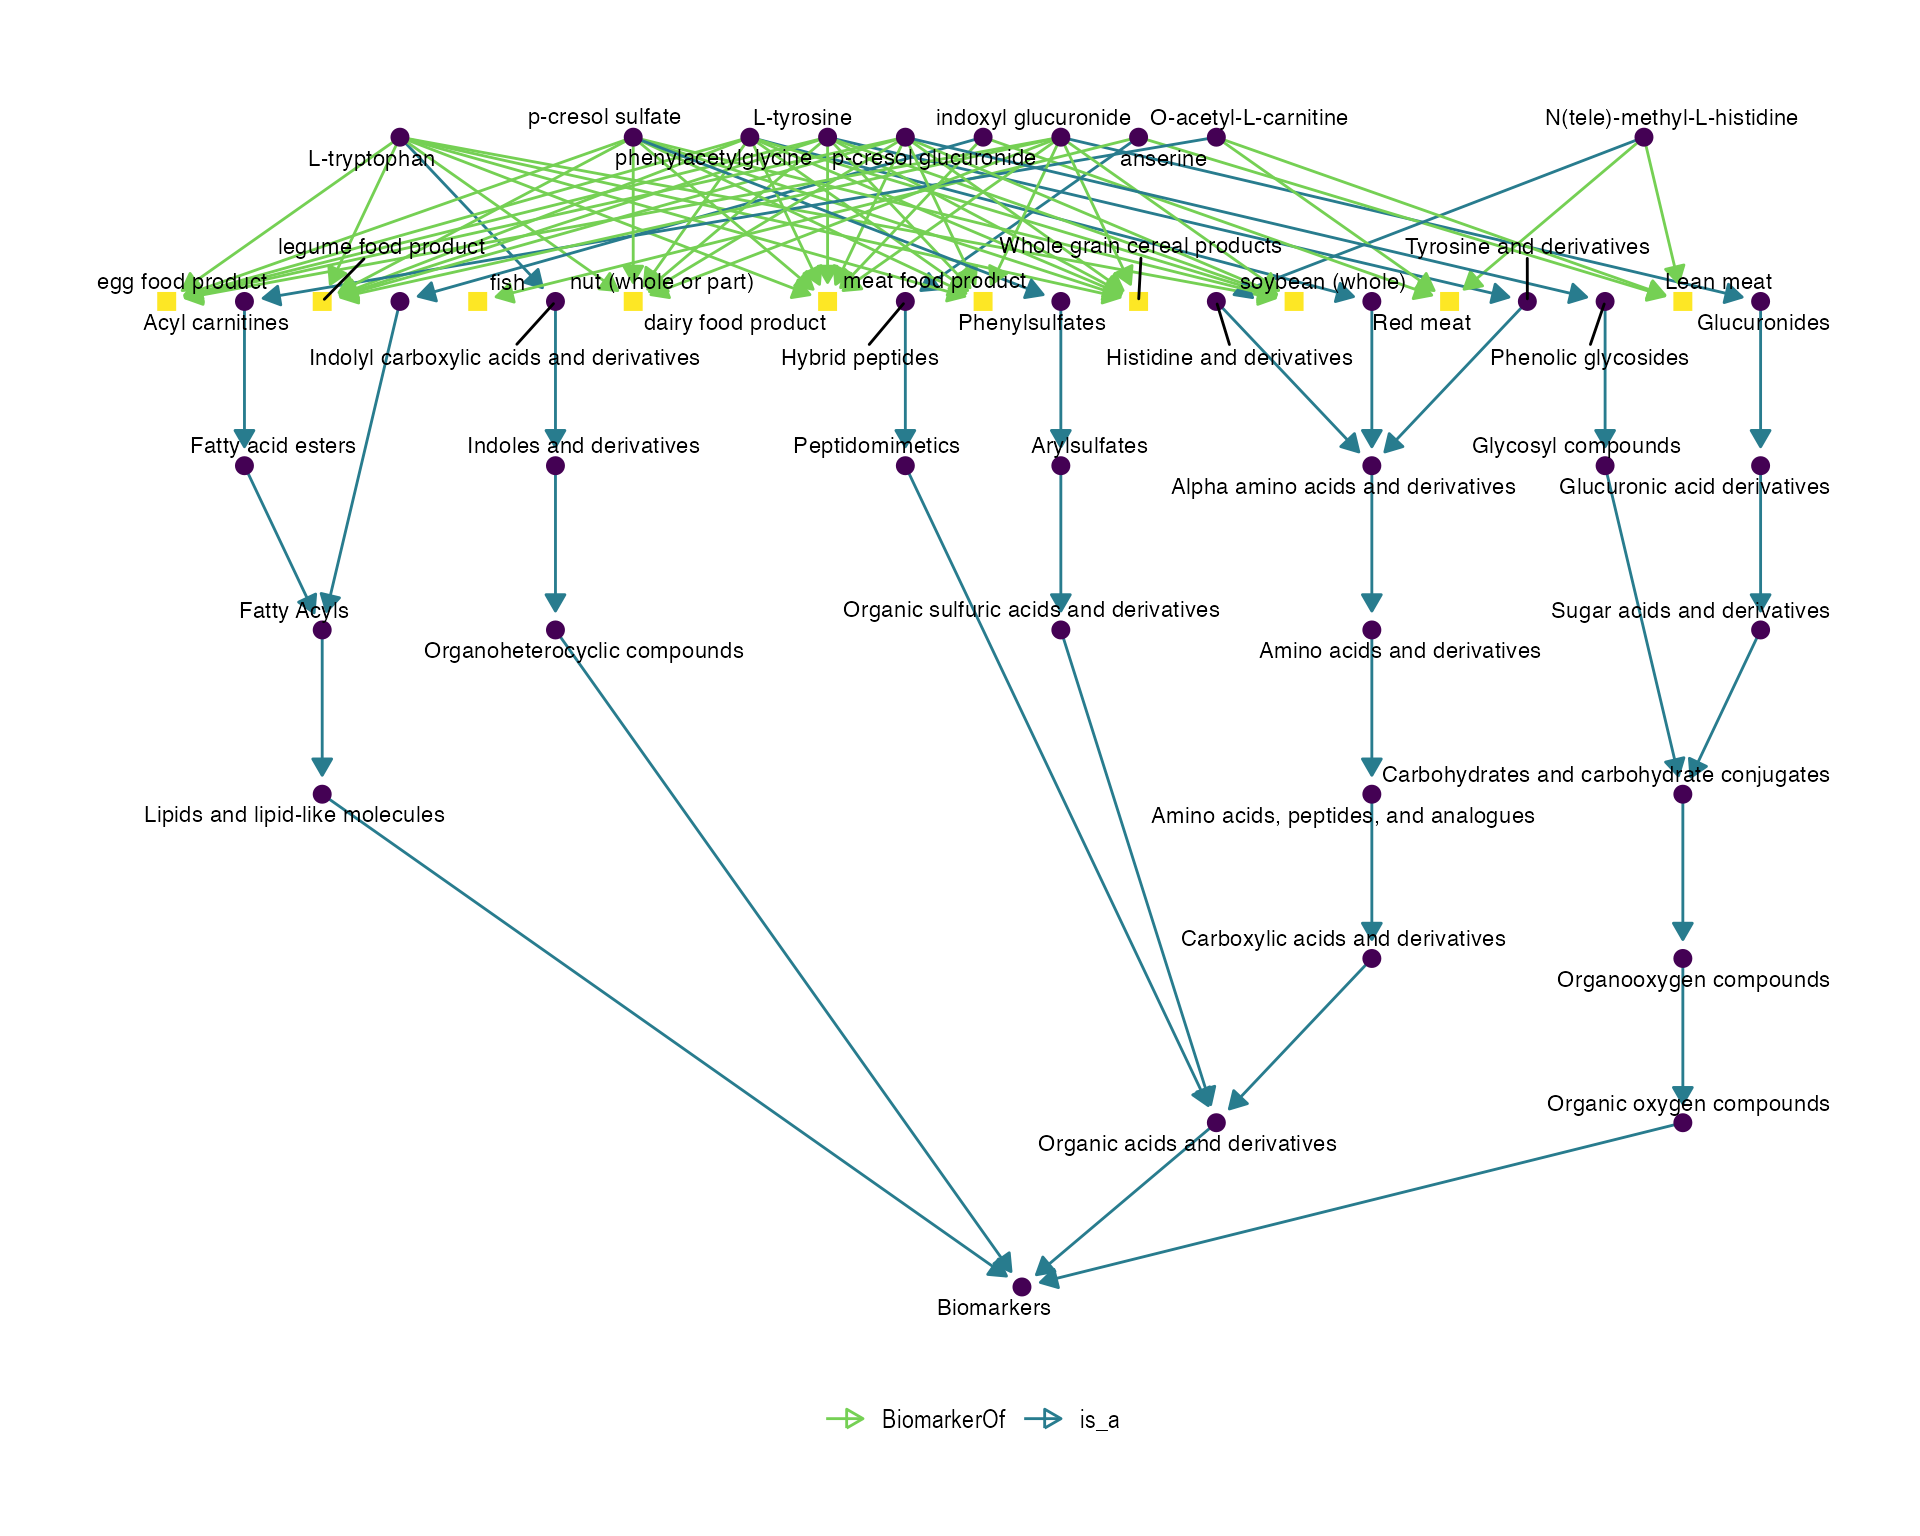 p-cresol sulfate
L-tyrosine
indoxyl glucuronide
O-acetyl-L-carnitine
N(tele)-methyl-L-histidine
L-tryptophan
phenylacetylglycine
p-cresol glucuronide
anserine
legume food product
Whole grain cereal products
Tyrosine and derivatives
egg food product
fish
nut (whole or part)
meat food product
soybean (whole)
Lean meat
Acyl carnitines
dairy food product
Phenylsulfates
Red meat
Glucuronides
Indolyl carboxylic acids and derivatives
Hybrid peptides
Histidine and derivatives
Phenolic glycosides
Fatty acid esters
Indoles and derivatives
Peptidomimetics
Arylsulfates
Glycosyl compounds
Alpha amino acids and derivatives
Glucuronic acid derivatives
Fatty Acyls
Organic sulfuric acids and derivatives
Sugar acids and derivatives
Organoheterocyclic compounds
Amino acids and derivatives
Carbohydrates and carbohydrate conjugates
Lipids and lipid-like molecules
Amino acids, peptides, and analogues
Carboxylic acids and derivatives
Organooxygen compounds
Organic oxygen compounds
Organic acids and derivatives
Biomarkers
BiomarkerOf
is_a